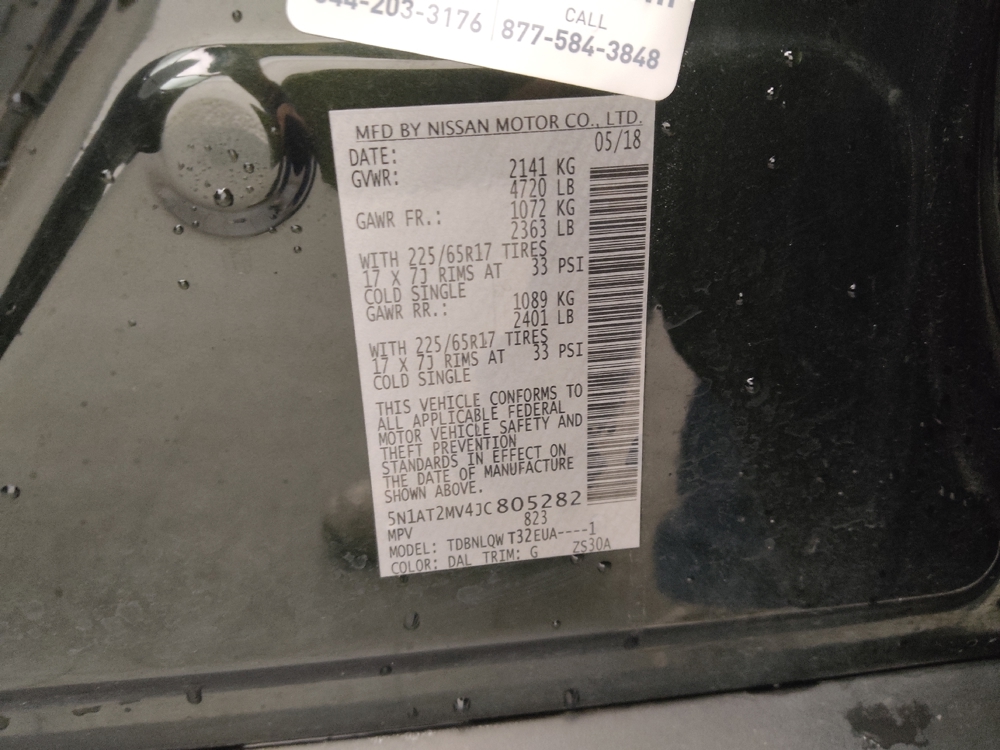 44-203-3176
CALL
877-584-3848
MFD BY NISSAN MOTOR CO., LTD.
DATE: 05/18
GVWR: 2141 KG
4720 LB
GAWR FR.: 1072 KG
2363 LB
WITH 225/65R17 TIRES
17 X 7J RIMS AT 33 PSI
COLD SINGLE
GAWR RR.: 1089 KG
2401 LB
WITH 225/65R17 TIRES
17 X 7J RIMS AT 33 PSI
COLD SINGLE
THIS VEHICLE CONFORMS TO
ALL APPLICABLE FEDERAL
MOTOR VEHICLE SAFETY AND
THEFT PREVENTION
STANDARDS IN EFFECT ON
THE DATE OF MANUFACTURE
SHOWN ABOVE.
5N1AT2MV4JC805282
MPV 823
MODEL: TDBNLQW T32EUA----1
COLOR: DAL TRIM: G ZS30A